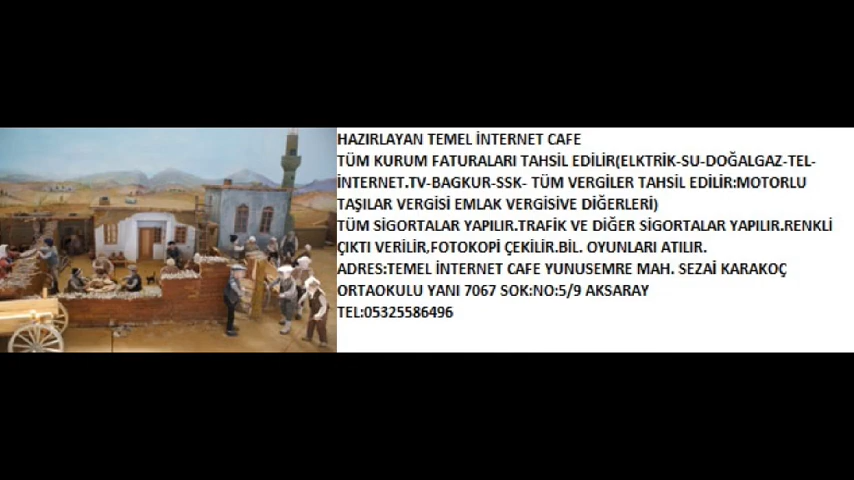 HAZIRLAYAN TEMEL İNTERNET CAFE
TÜM KURUM FATURALARI TAHSİL EDİLİR(ELKTRİK-SU-DOĞALGAZ-TEL-
İNTERNET.TV-BAGKUR-SSK- TÜM VERGİLER TAHSİL EDİLİR:MOTORLU
TAŞILAR VERGİSİ EMLAK VERGİSİVE DİĞERLERİ)
TÜM SİGORTALAR YAPILIR.TRAFİK VE DİĞER SİGORTALAR YAPILIR.RENKLİ
ÇIKTI VERİLİR,FOTOKOPİ ÇEKİLİR.BİL. OYUNLARI ATILIR.
ADRES:TEMEL İNTERNET CAFE YUNUSEMRE MAH. SEZAİ KARAKOÇ
ORTAOKULU YANI 7067 SOK:NO:5/9 AKSARAY
TEL:05325586496